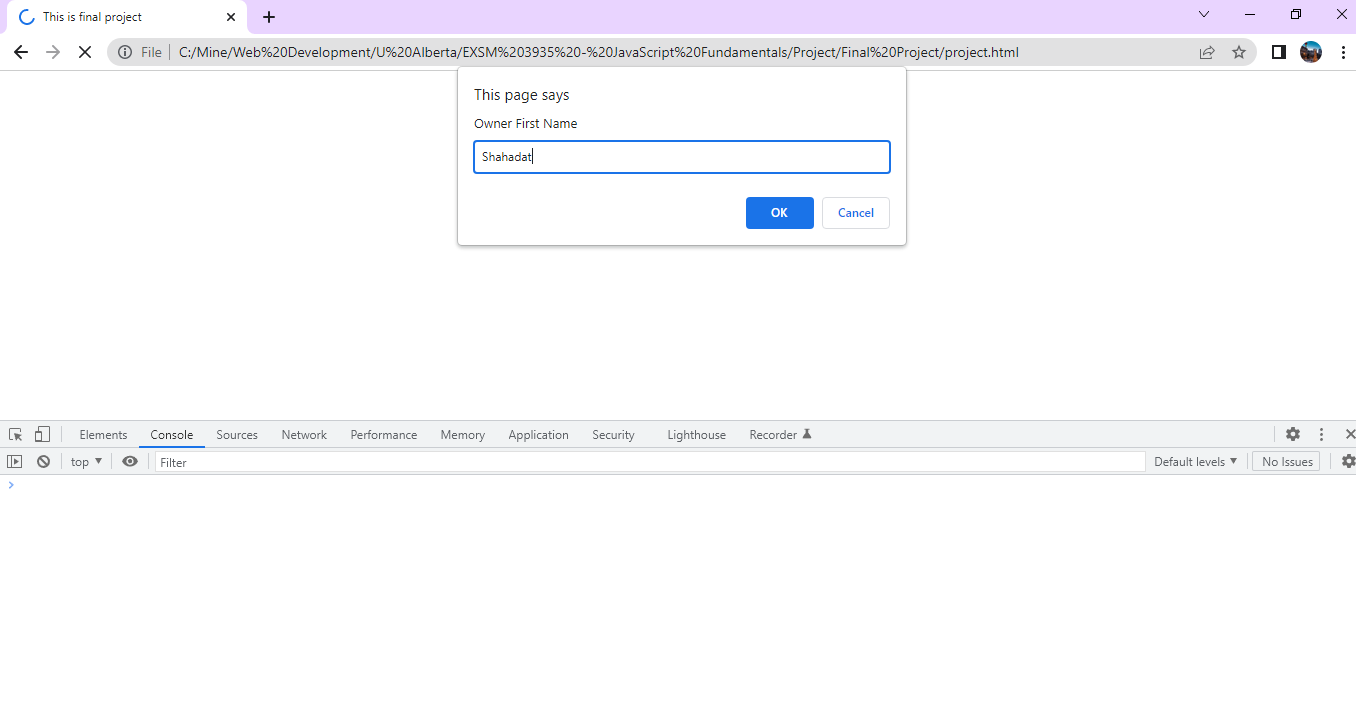 This is final project
File C:/Mine/Web%20Development/U%20Alberta/EXSM%203935%20-%20JavaScript%20Fundamentals/Project/Final%20Project/project.html
This page says
Owner First Name
Shahadat
OK Cancel
Elements Console Sources Network Performance Memory Application Security Lighthouse Recorder
top Filter Default levels No Issues